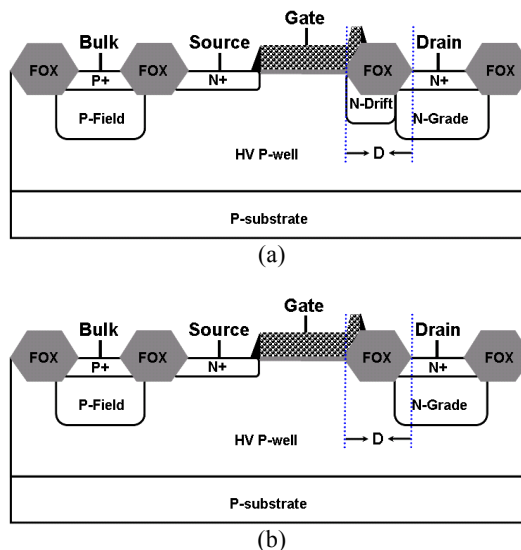 Gate
Bulk Source Drain
FOX P+ FOX N+ FOX N+ FOX
P-Field N-Drift N-Grade
HV P-well D
P-substrate
(a)
Gate
Bulk Source Drain
FOX P+ FOX N+ FOX N+ FOX
P-Field N-Grade
HV P-well D
P-substrate
(b)